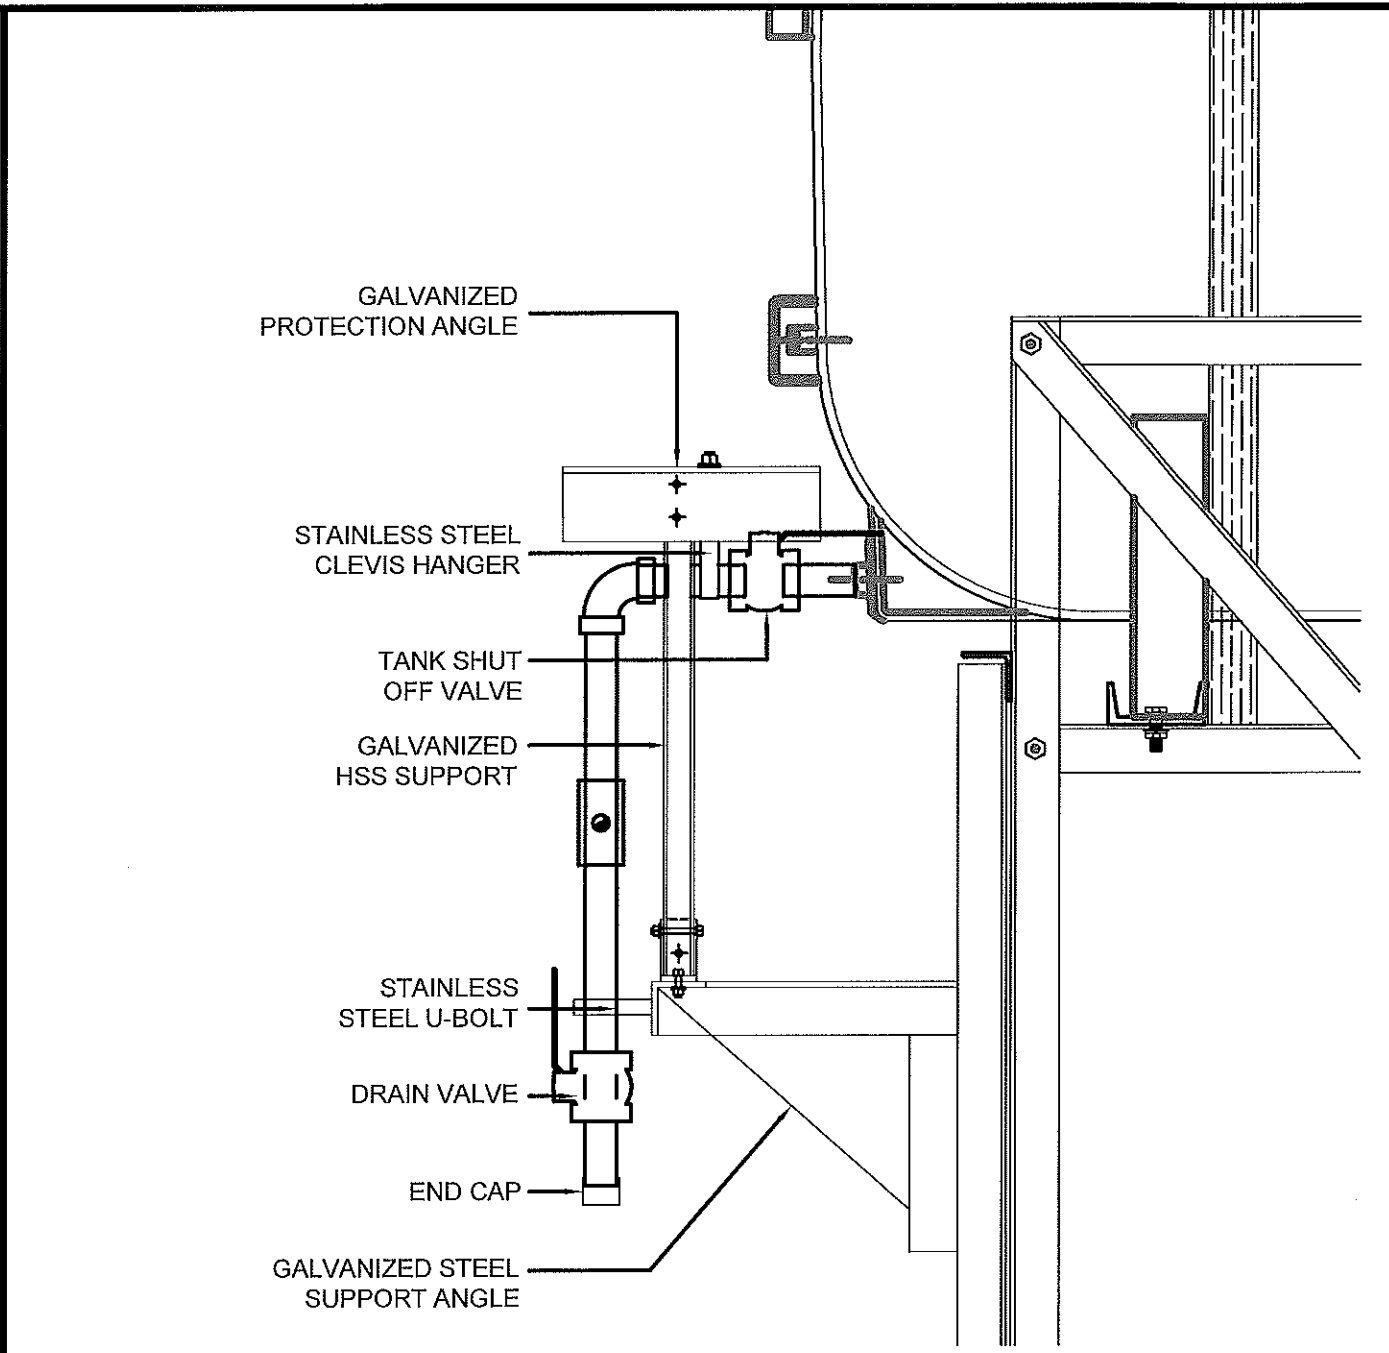 GALVANIZED
PROTECTION ANGLE
STAINLESS STEEL
CLEVIS HANGER
TANK SHUT
OFF VALVE
GALVANIZED
HSS SUPPORT
STAINLESS
STEEL U-BOLT
DRAIN VALVE
END CAP
GALVANIZED STEEL
SUPPORT ANGLE